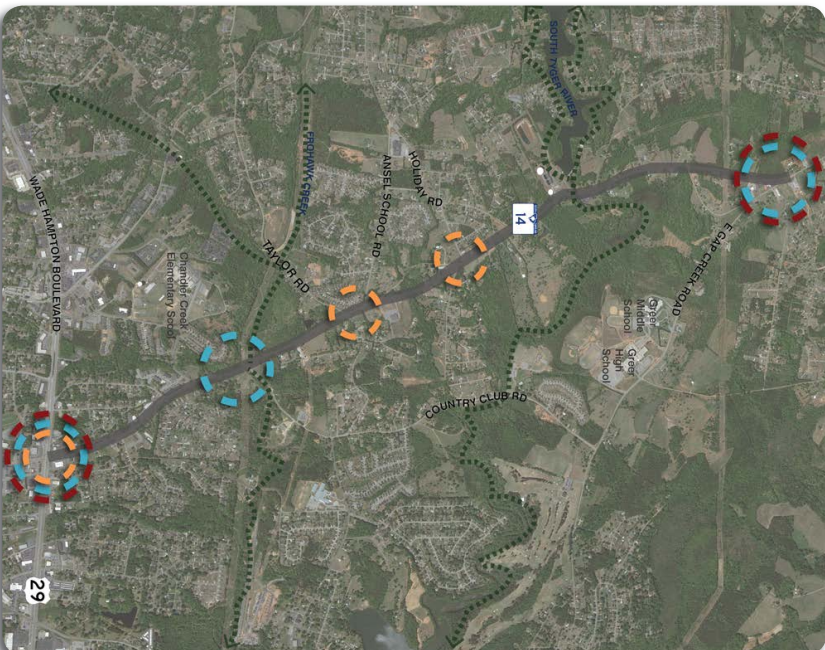 SOUTH TYGER RIVER
FROHAWK CREEK
ANSEL SCHOOL RD
HOLIDAY RD
14
E GAP CREEK ROAD
WADE HAMPTON BOULEVARD
TAYLOR RD
Chandler Creek
Elementary School
Greer
Middle
School
Greer
High
School
COUNTRY CLUB RD
29